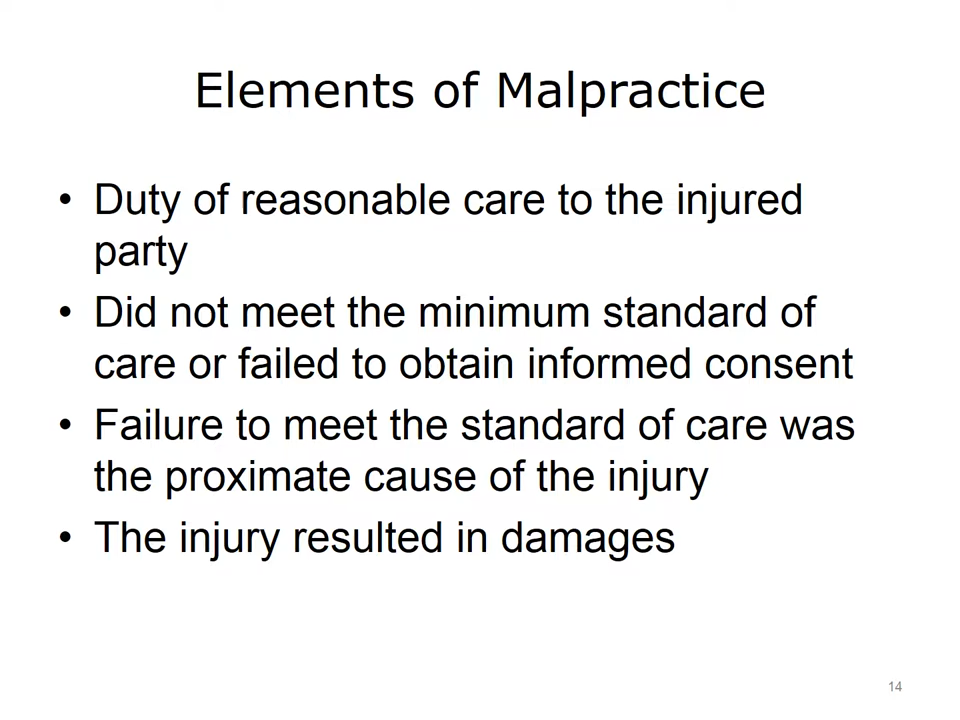 Elements of Malpractice
• Duty of reasonable care to the injured
party
• Did not meet the minimum standard of
care or failed to obtain informed consent
• Failure to meet the standard of care was
the proximate cause of the injury
• The injury resulted in damages
14